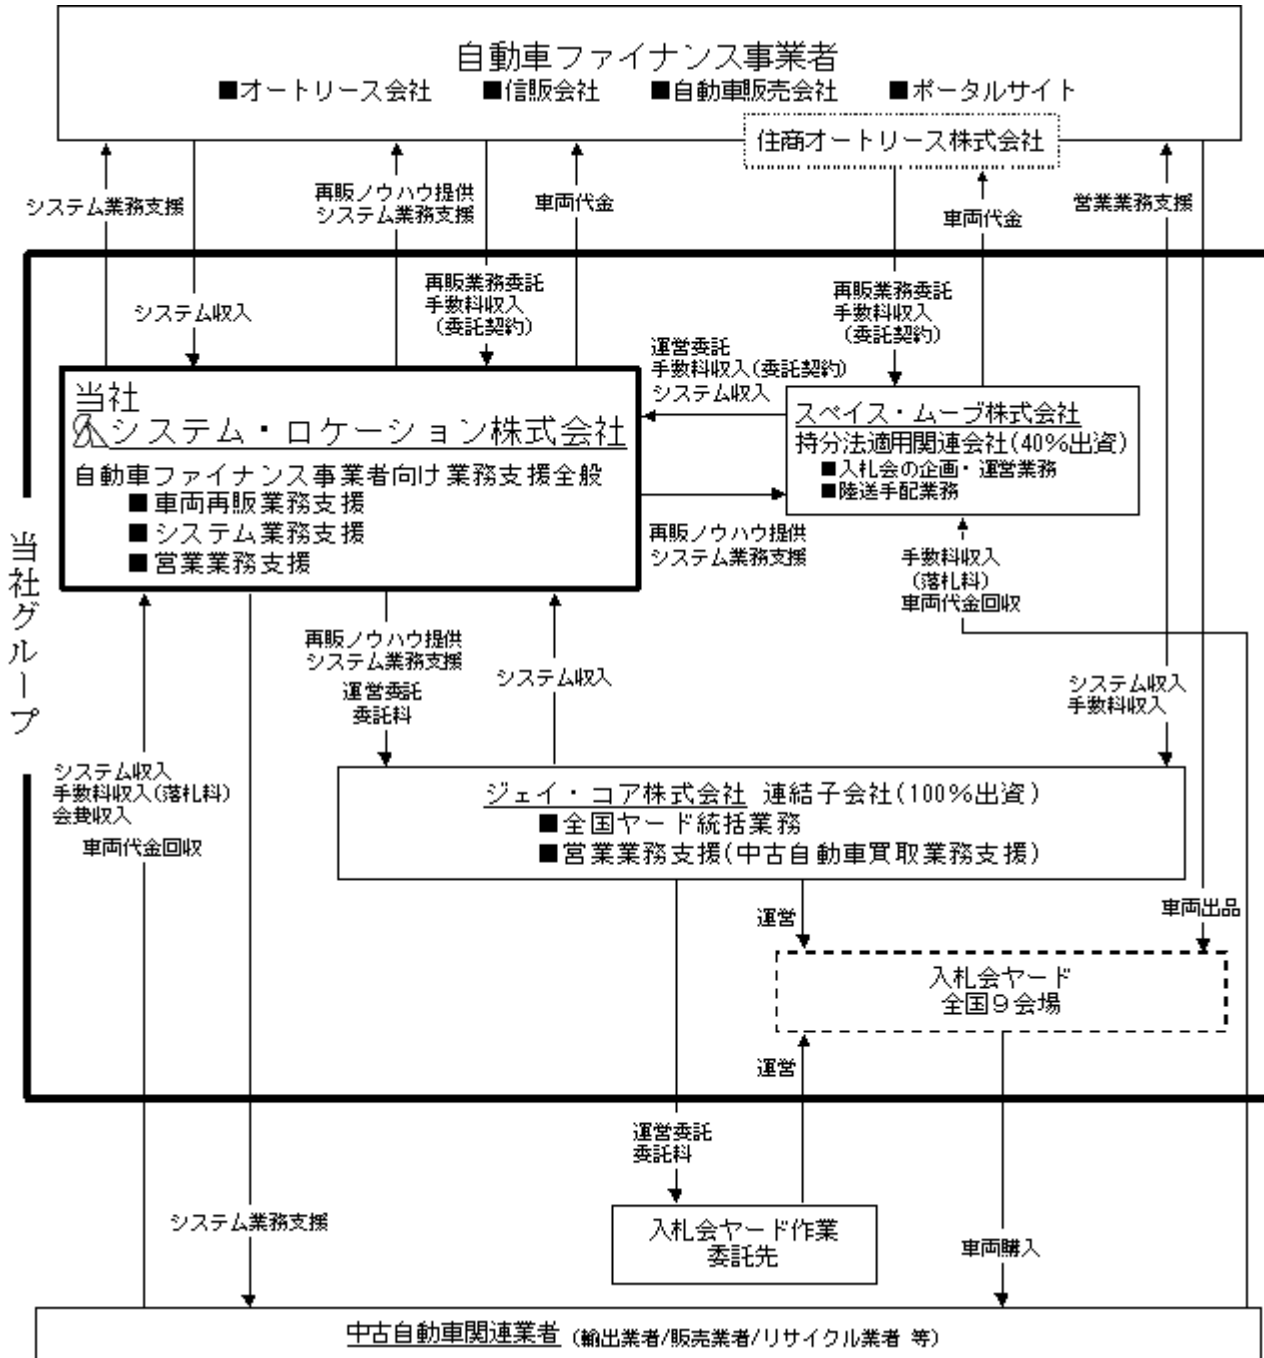 自動車ファイナンス事業者
■オートリース会社 ■信販会社 ■自動車販売会社 ■ポータルサイト
住商オートリース株式会社
システム業務支援
再販ノウハウ提供
システム業務支援
車両代金
車両代金
営業業務支援
システム収入
再販業務委託
手数料収入
(委託契約)
再販業務委託
手数料収入
(委託契約)
運営委託
手数料収入(委託契約)
システム収入
当社
システム・ロケーション株式会社
自動車ファイナンス事業者向け業務支援全般
■車両再販業務支援
■システム業務支援
■営業業務支援
スペイス・ムーブ株式会社
持分法適用関連会社(40%出資)
■入札会の企画・運営業務
■陸送手配業務
再販ノウハウ提供
システム業務支援
手数料収入
(落札料)
車両代金回収
当社グループ
再販ノウハウ提供
システム業務支援
運営委託
委託料
システム収入
システム収入
手数料収入
システム収入
手数料収入(落札料)
会費収入
車両代金回収
ジェイ・コア株式会社 連結子会社(100%出資)
■全国ヤード統括業務
■営業業務支援(中古自動車買取業務支援)
運営
車両出品
入札会ヤード
全国9会場
運営
運営委託
委託料
入札会ヤード作業
委託先
システム業務支援
車両購入
中古自動車関連業者 (輸出業者/販売業者/リサイクル業者 等)